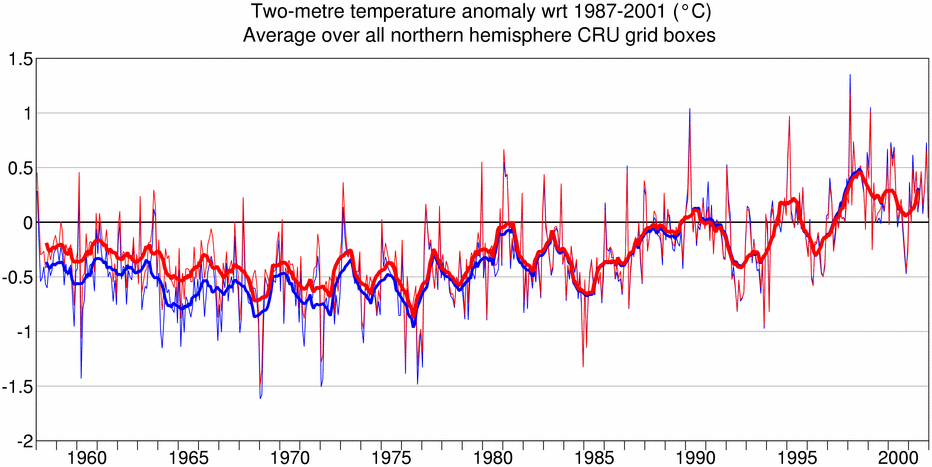 Two-metre temperature anomaly wrt 1987-2001 (°C)
Average over all northern hemisphere CRU grid boxes
1.5
1
0.5
0
-0.5
-1
-1.5
-2
1960 1965 1970 1975 1980 1985 1990 1995 2000